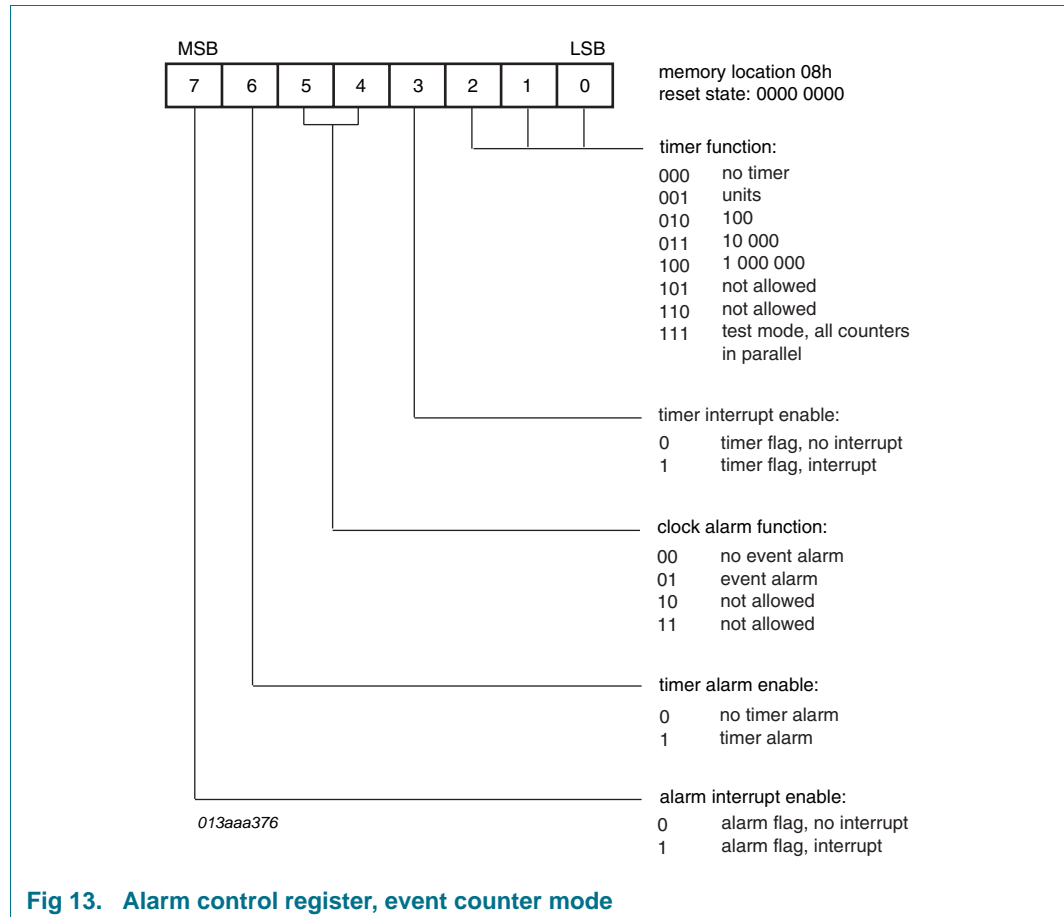 MSB LSB
7 6 5 4 3 2 1 0
memory location 08h
reset state: 0000 0000
timer function:
000 no timer
001 units
010 100
011 10 000
100 1 000 000
101 not allowed
110 not allowed
111 test mode, all counters
in parallel
timer interrupt enable:
0 timer flag, no interrupt
1 timer flag, interrupt
clock alarm function:
00 no event alarm
01 event alarm
10 not allowed
11 not allowed
timer alarm enable:
0 no timer alarm
1 timer alarm
alarm interrupt enable:
0 alarm flag, no interrupt
1 alarm flag, interrupt
013aaa376
Fig 13. Alarm control register, event counter mode